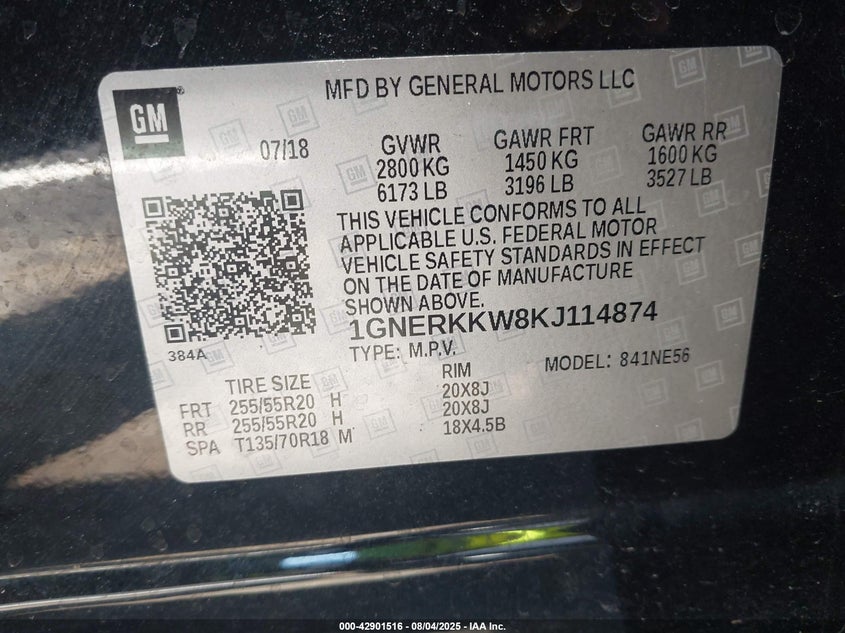 MFD BY GENERAL MOTORS LLC
GM
07/18
GVWR GAWR FRT GAWR RR
2800 KG 1450 KG 1600 KG
6173 LB 3196 LB 3527 LB
THIS VEHICLE CONFORMS TO ALL
APPLICABLE U.S. FEDERAL MOTOR
VEHICLE SAFETY STANDARDS IN EFFECT
ON THE DATE OF MANUFACTURE
SHOWN ABOVE.
1GNERKKW8KJ114874
384A
TYPE: M.P.V. MODEL: 841NE56
TIRE SIZE RIM
FRT 255/55R20 H 20X8J
RR 255/55R20 H 20X8J
SPA T135/70R18 M 18X4.5B
000-42901516 - 08/04/2025 - IAA Inc.